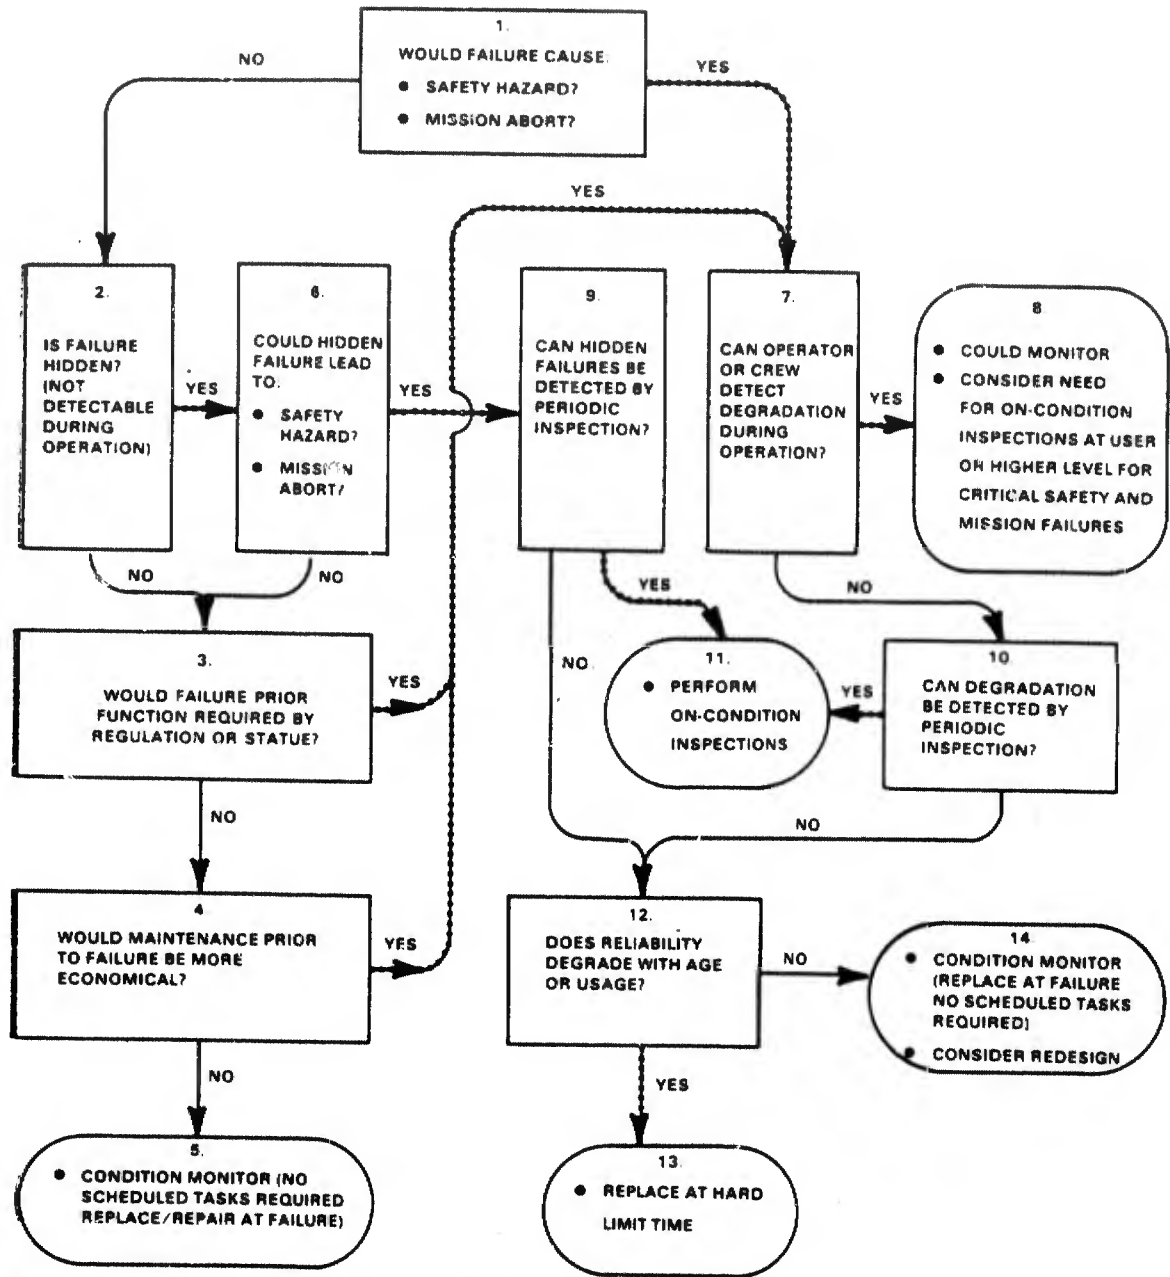 1.
WOULD FAILURE CAUSE:
• SAFETY HAZARD?
• MISSION ABORT?
NO
YES
YES
2.
IS FAILURE
HIDDEN?
(NOT
DETECTABLE
DURING
OPERATION)
YES
6.
COULD HIDDEN
FAILURE LEAD
TO:
• SAFETY
HAZARD?
• MISSION
ABORT?
YES
9.
CAN HIDDEN
FAILURES BE
DETECTED BY
PERIODIC
INSPECTION?
7.
CAN OPERATOR
OR CREW
DETECT
DEGRADATION
DURING
OPERATION?
YES
8
• COULD MONITOR
• CONSIDER NEED
FOR ON-CONDITION
INSPECTIONS AT USER
OR HIGHER LEVEL FOR
CRITICAL SAFETY AND
MISSION FAILURES
NO
NO
YES
NO
3.
WOULD FAILURE PRIOR
FUNCTION REQUIRED BY
REGULATION OR STATUE?
YES
NO
11.
• PERFORM
ON-CONDITION
INSPECTIONS
YES
10.
CAN DEGRADATION
BE DETECTED BY
PERIODIC
INSPECTION?
NO
NO
4
WOULD MAINTENANCE PRIOR
TO FAILURE BE MORE
ECONOMICAL?
YES
12.
DOES RELIABILITY
DEGRADE WITH AGE
OR USAGE?
NO
14.
• CONDITION MONITOR
(REPLACE AT FAILURE
NO SCHEDULED TASKS
REQUIRED)
• CONSIDER REDESIGN
NO
YES
5.
• CONDITION MONITOR (NO
SCHEDULED TASKS REQUIRED
REPLACE/REPAIR AT FAILURE)
13.
• REPLACE AT HARD
LIMIT TIME